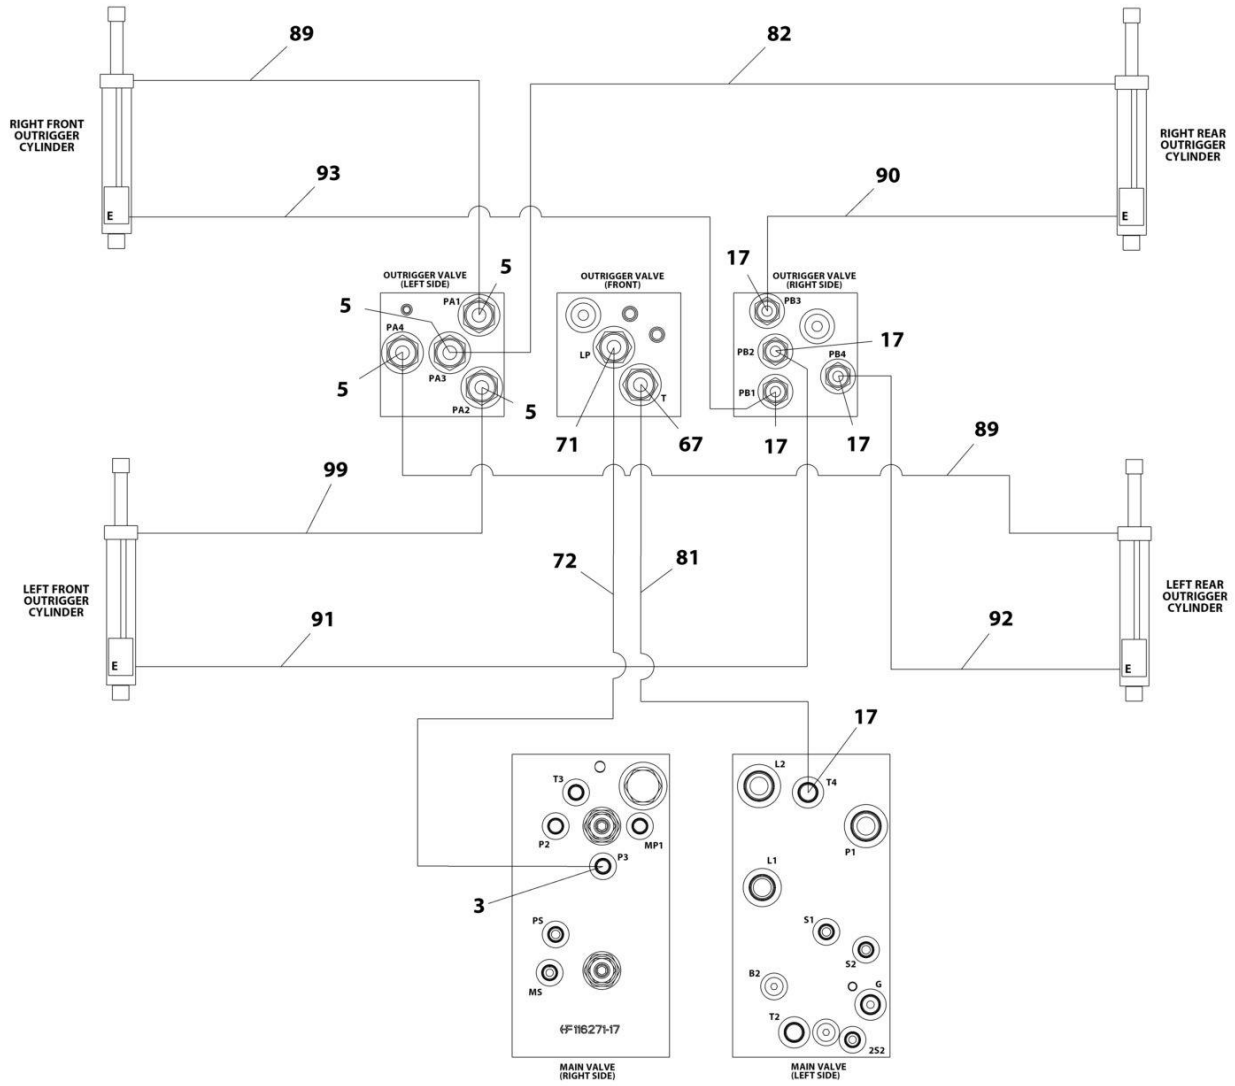 89
82
RIGHT FRONT
OUTRIGGER
CYLINDER
RIGHT REAR
OUTRIGGER
CYLINDER
93
90
E
E
OUTRIGGER VALVE
(LEFT SIDE)
5
OUTRIGGER VALVE
(FRONT)
17
OUTRIGGER VALVE
(RIGHT SIDE)
PA1
PB3
5
PA4
PA3
LP
PB2
17
PB4
5
PA2
5
T
PB1
71
67
17
17
89
99
72
81
LEFT FRONT
OUTRIGGER
CYLINDER
LEFT REAR
OUTRIGGER
CYLINDER
91
92
E
E
17
T3
L2
T4
P2
MP1
P1
P3
L1
3
PS
S1
S2
MS
B2
G
HF116271-17
T2
2S2
MAIN VALVE
(RIGHT SIDE)
MAIN VALVE
(LEFT SIDE)